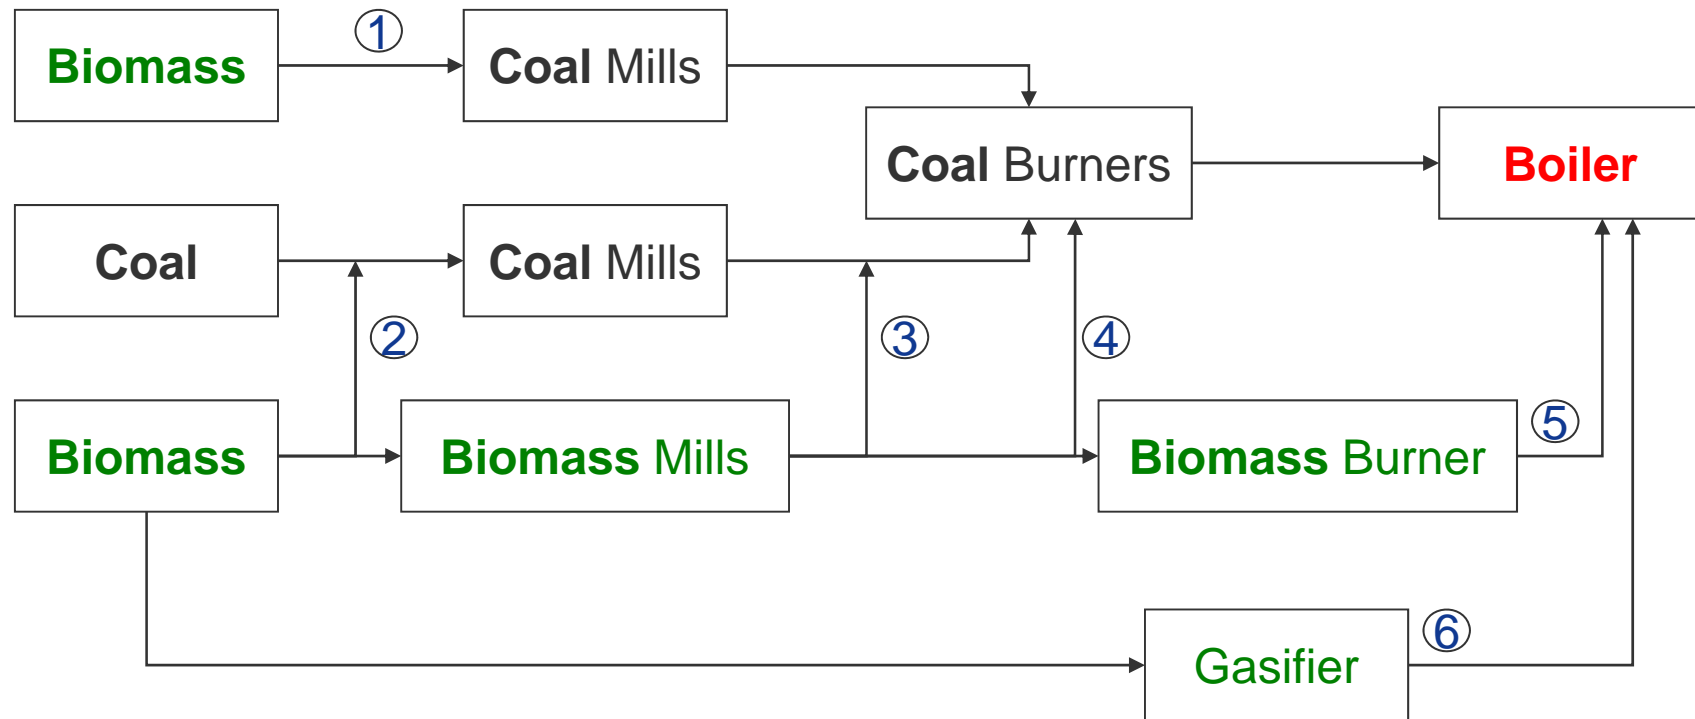 Biomass
1
Coal Mills
Coal Burners
Boiler
Coal
Coal Mills
2
3
4
Biomass
Biomass Mills
Biomass Burner
5
Gasifier
6